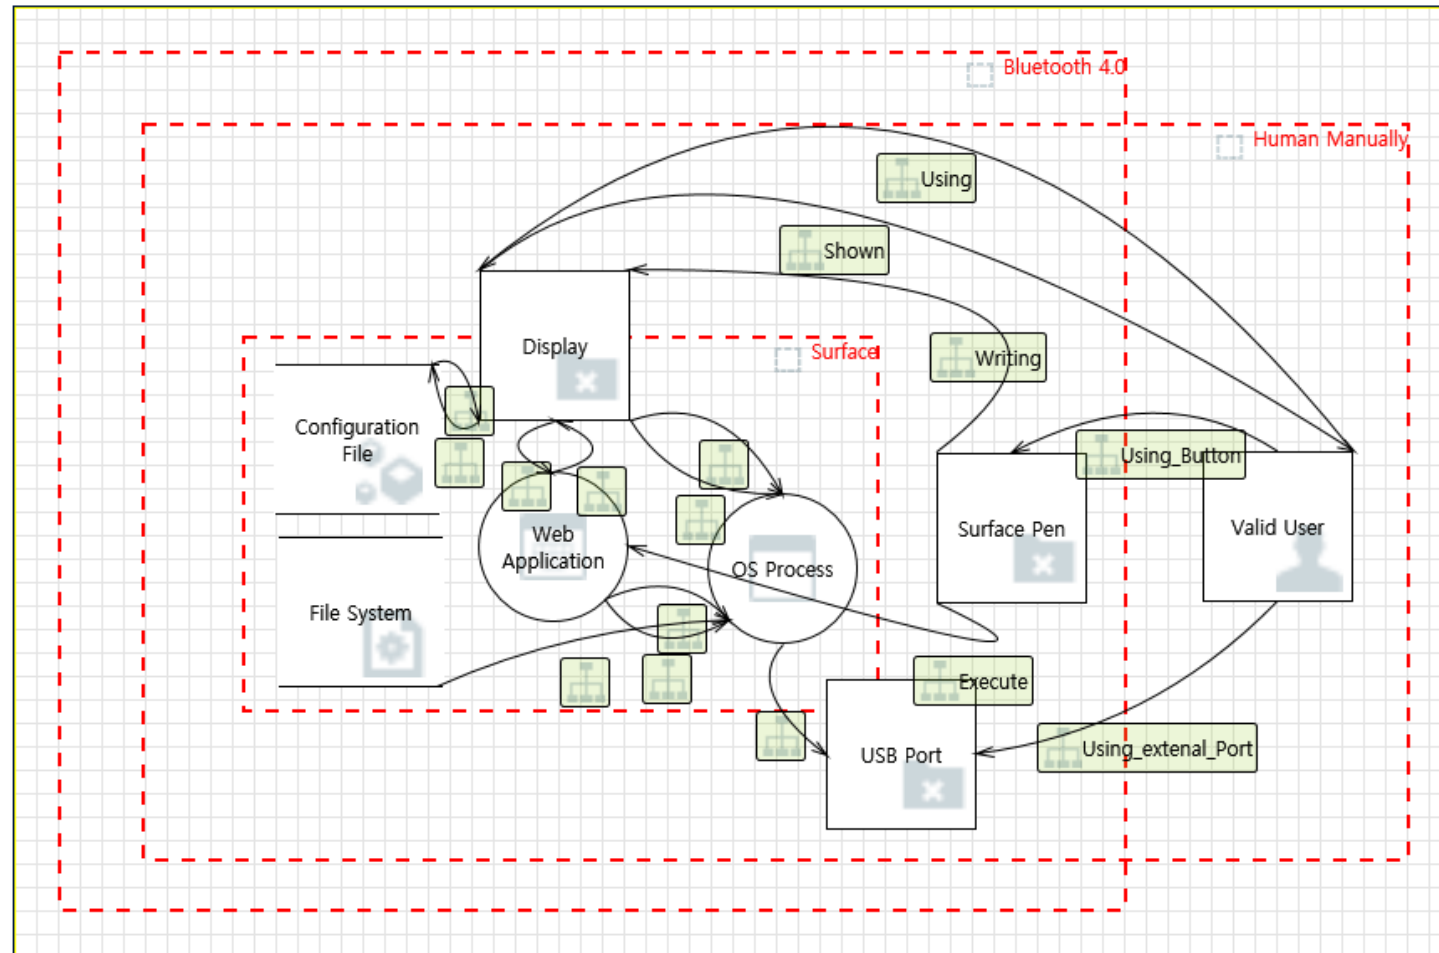 Bluetooth 4.0
Human Manually
Using
Shown
Display
Surface
Writing
Configuration
File
Using_Button
Web
Application
OS Process
Surface Pen
Valid User
File System
Execute
USB Port
Using_extenal_Port